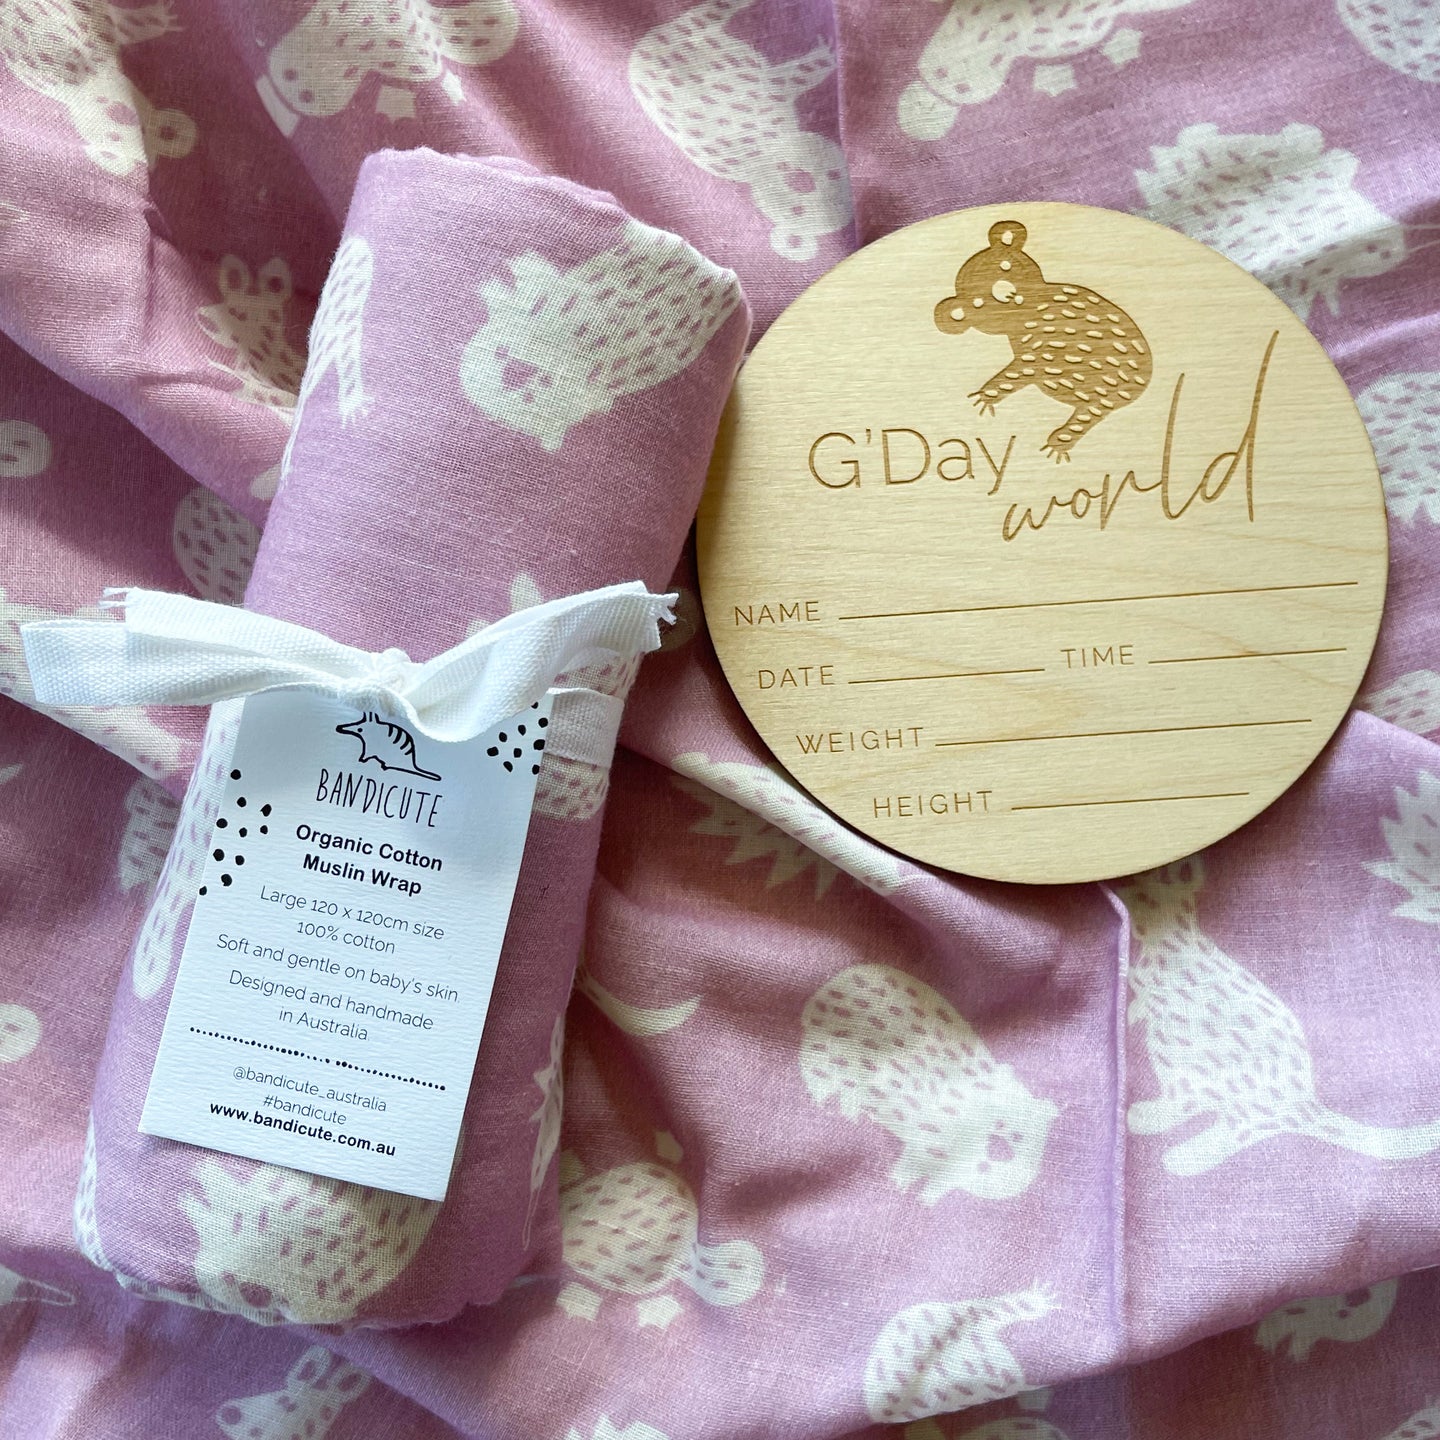 G'Day
world
NAME
DATE TIME
WEIGHT
HEIGHT
BANDICUTE
Organic Cotton
Muslin Wrap
Large 120 x 120cm size
100% cotton
Soft and gentle on baby's skin.
Designed and handmade
in Australia.
@bandicute_australia
#bandicute
www.bandicute.com.au